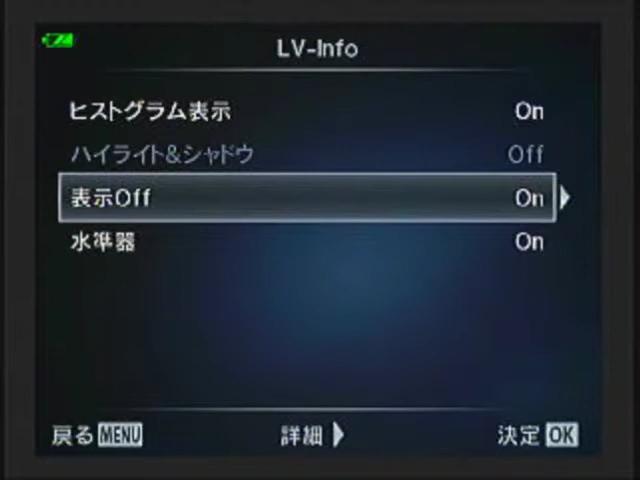 LV-Info
ヒストグラム表示 On
ハイライト&シャドウ Off
表示Off On
水準器 On
戻る MENU 詳細 決定 OK